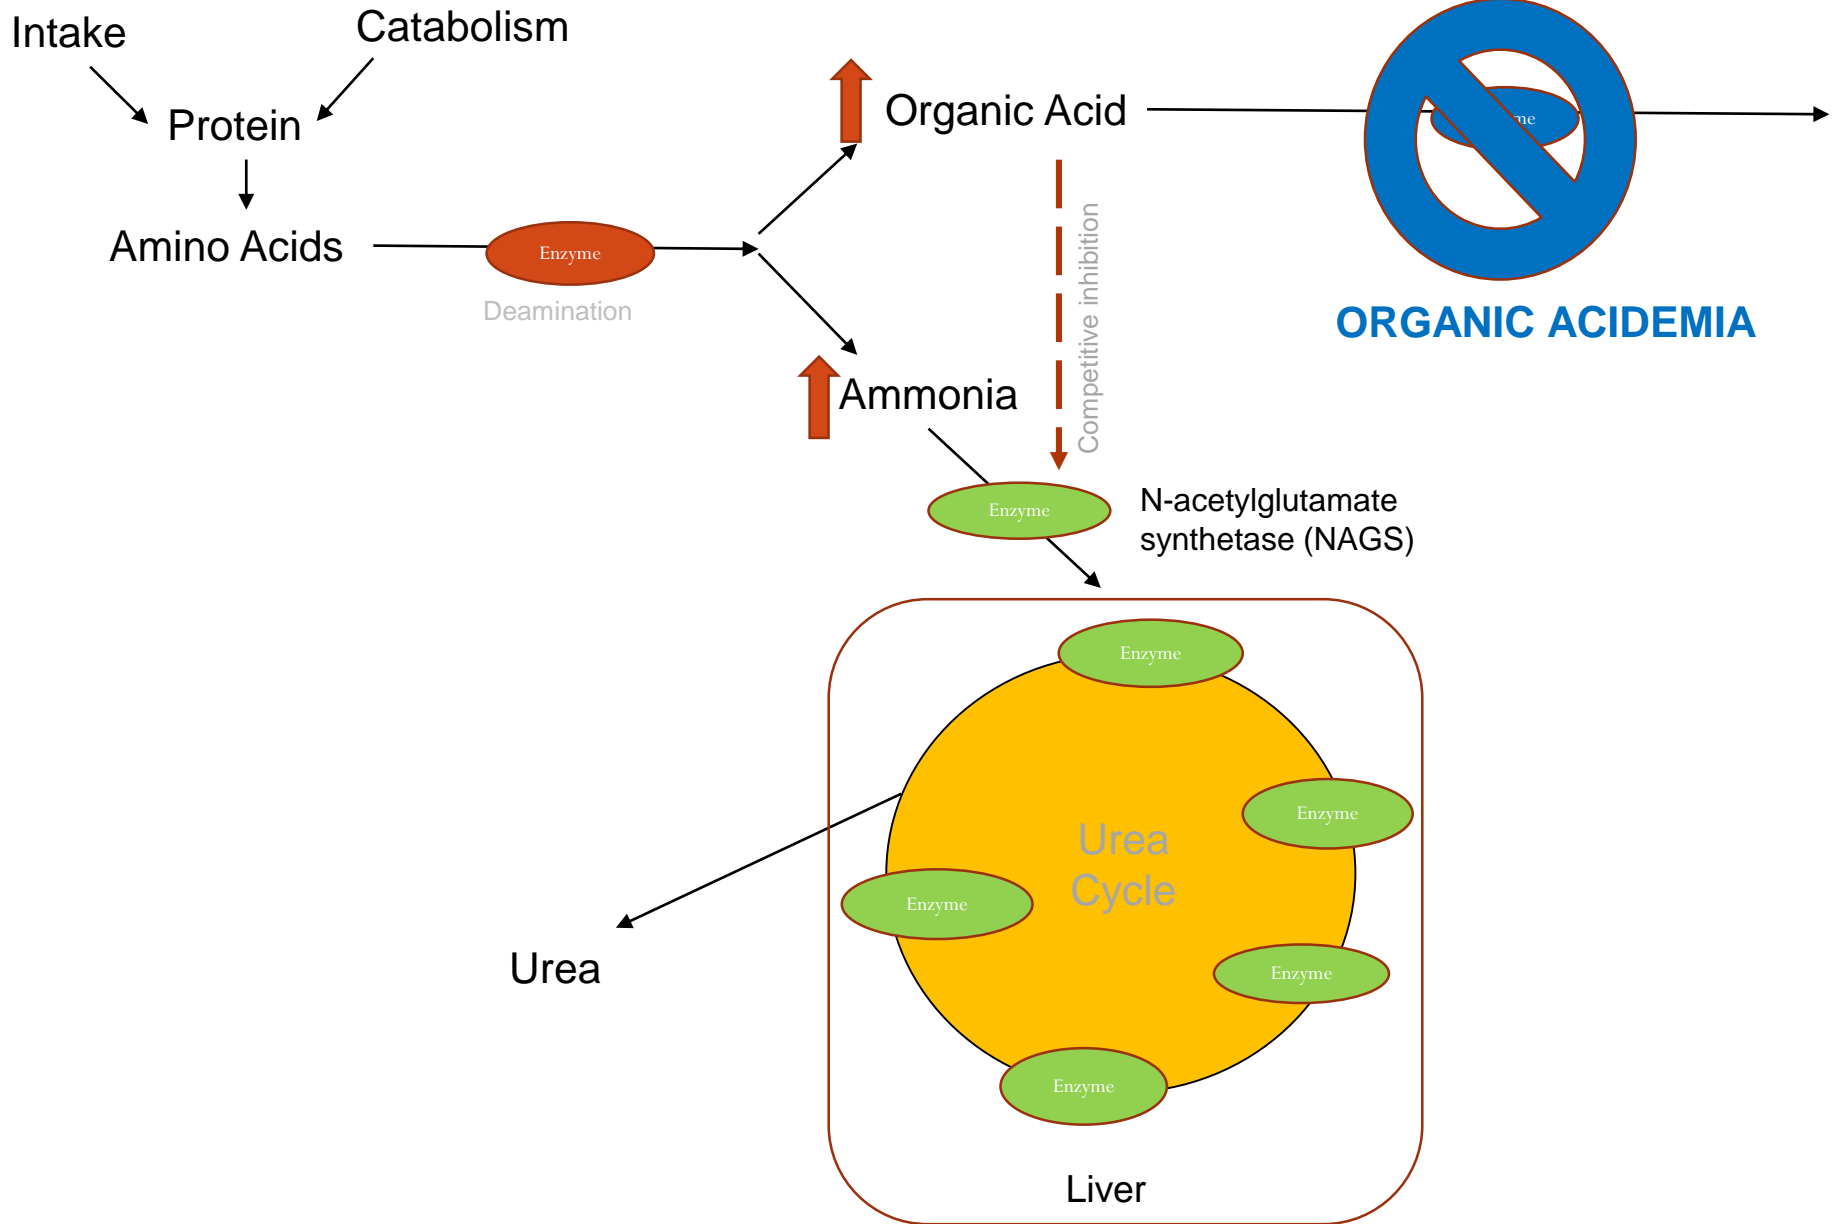 Intake
Catabolism
Protein
Organic Acid
me
Amino Acids
Enzyme
Deamination
Competitive inhibition
ORGANIC ACIDEMIA
Ammonia
Enzyme
N-acetylglutamate
synthetase (NAGS)
Enzyme
Enzyme
Urea
Cycle
Enzyme
Enzyme
Urea
Enzyme
Liver